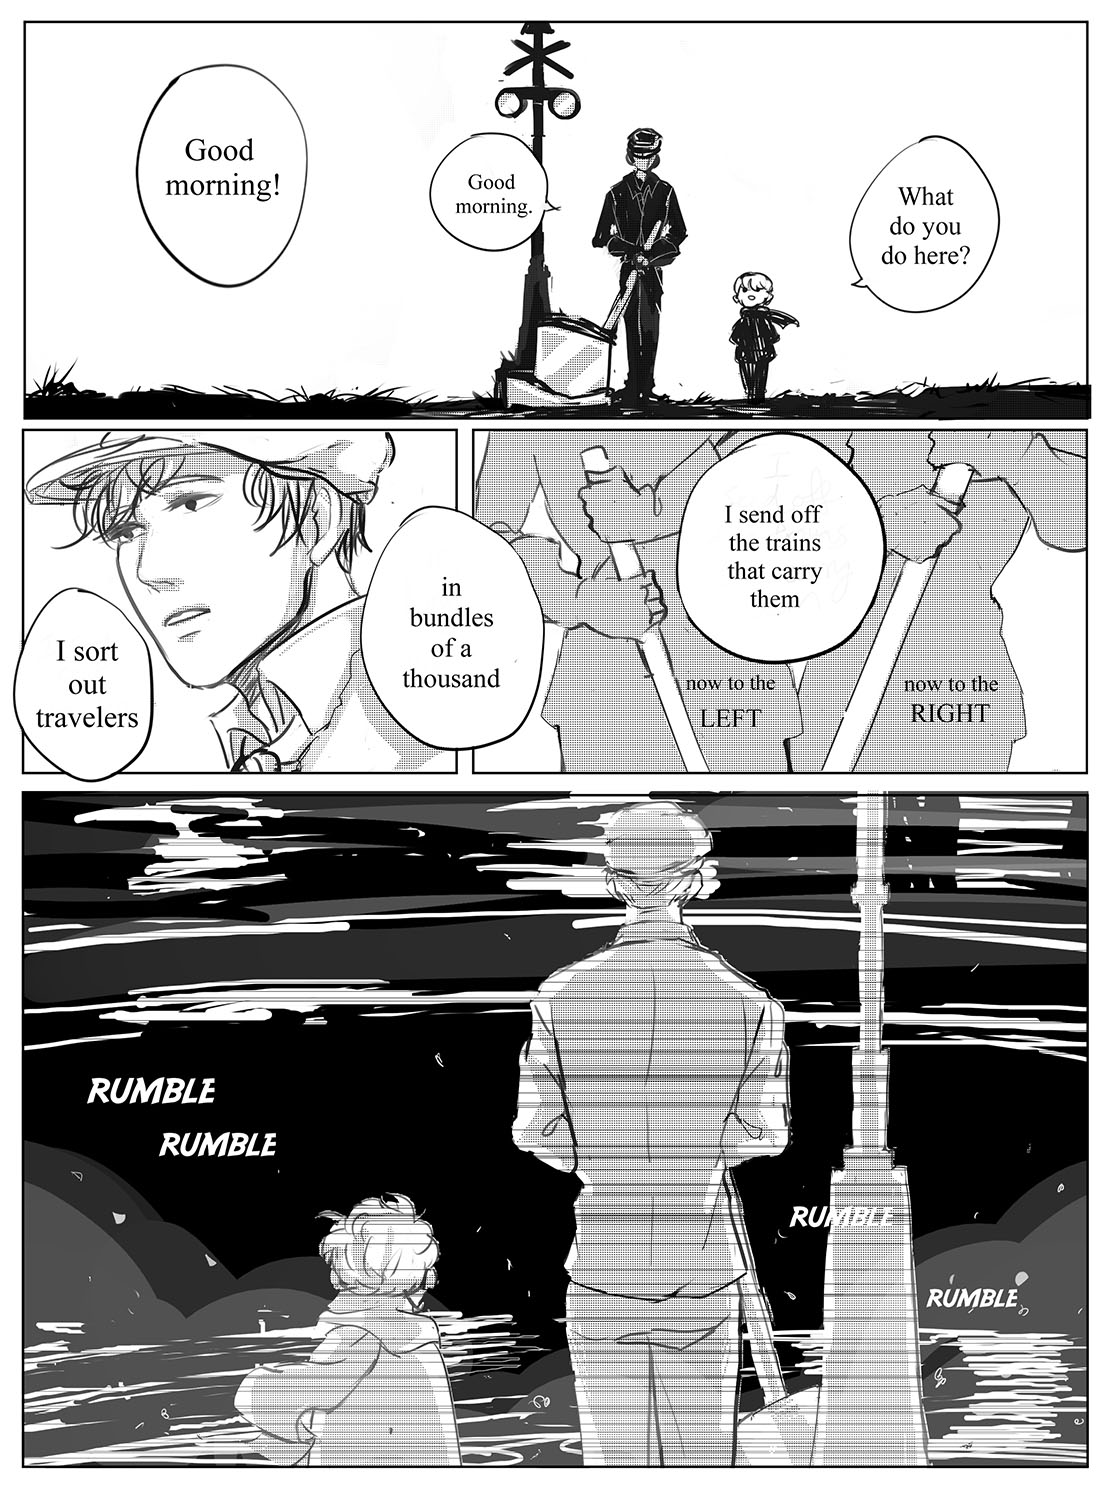 Good
morning!
Good
morning.
What
do you
do here?
I sort
out
travelers
in
bundles
of a
thousand
I send off
the trains
that carry
them
now to the
LEFT
now to the
RIGHT
RUMBLE
RUMBLE
RUMBLE
RUMBLE